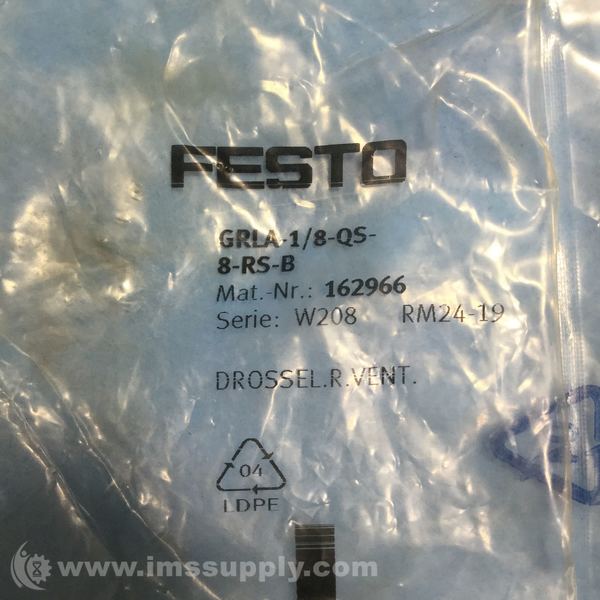 FESTO
GRLA-1/8-QS-
8-RS-B
Mat.-Nr.: 162966
Serie: W208 RM24-19
DROSSEL.R.VENT.
04
LDPE
www.imssupply.com